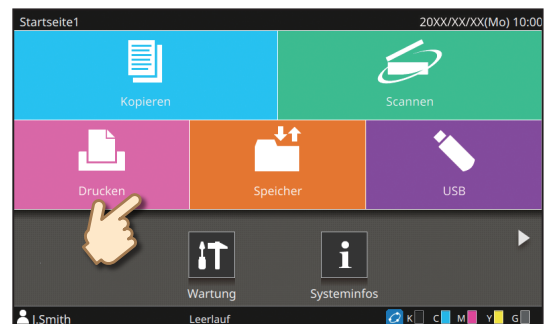 Startseite1 20XX/XX/XX(Mo) 10:00
Kopieren Scannen
Drucken Speicher USB
Wartung Systeminfos
I.Smith Leerlauf K C M Y G